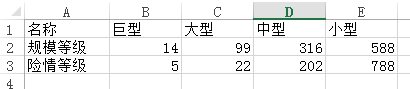 A B C D E
1 名称 巨型 大型 中型 小型
2 规模等级 14 99 316 588
3 险情等级 5 22 202 788
4